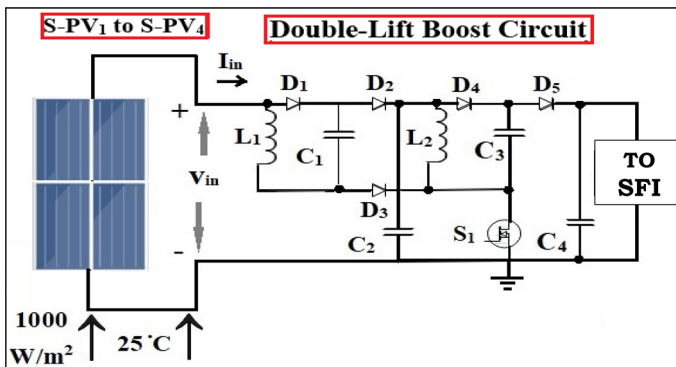 S-PV1 to S-PV4
Double-Lift Boost Circuit
Iin
D1
D2
D4
D5
+
L1
C1
L2
C3
vin
TO
SFI
D3
C2
S1
C4
-
1000
W/m²
25 °C